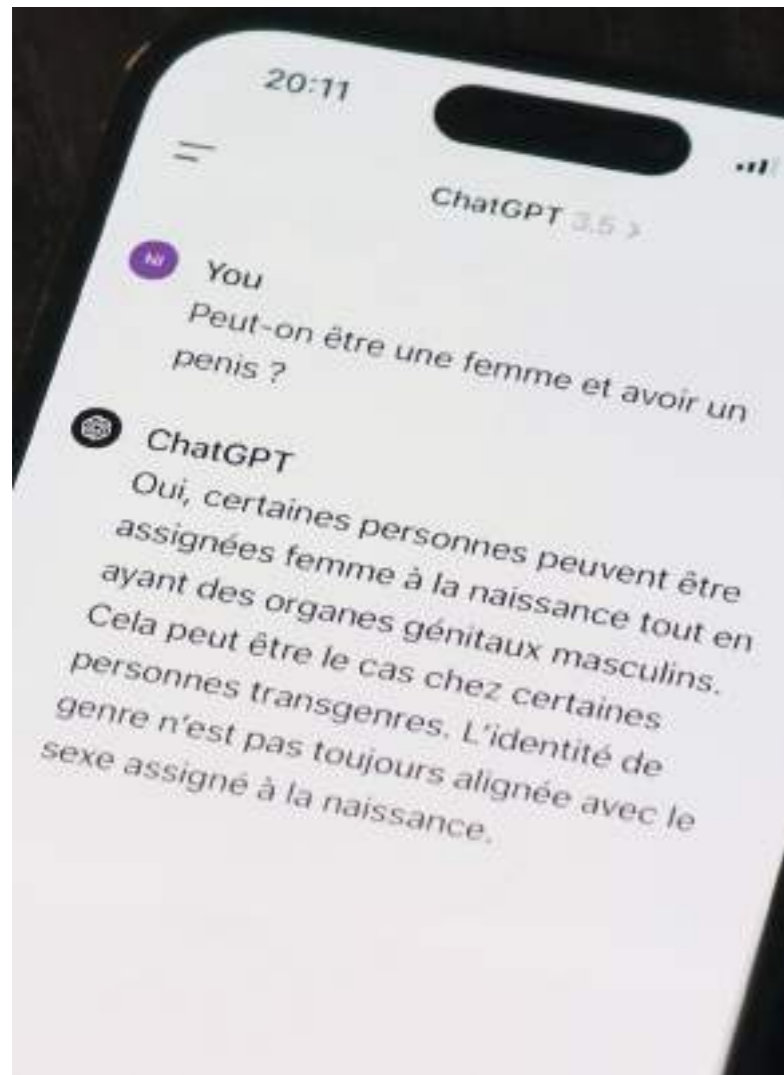 20:11
ChatGPT 3.5 >
You
Peut-on être une femme et avoir un
penis ?
ChatGPT
Oui, certaines personnes peuvent être
assignées femme à la naissance tout en
ayant des organes génitaux masculins.
Cela peut être le cas chez certaines
personnes transgenres. L'identité de
genre n'est pas toujours alignée avec le
sexe assigné à la naissance.